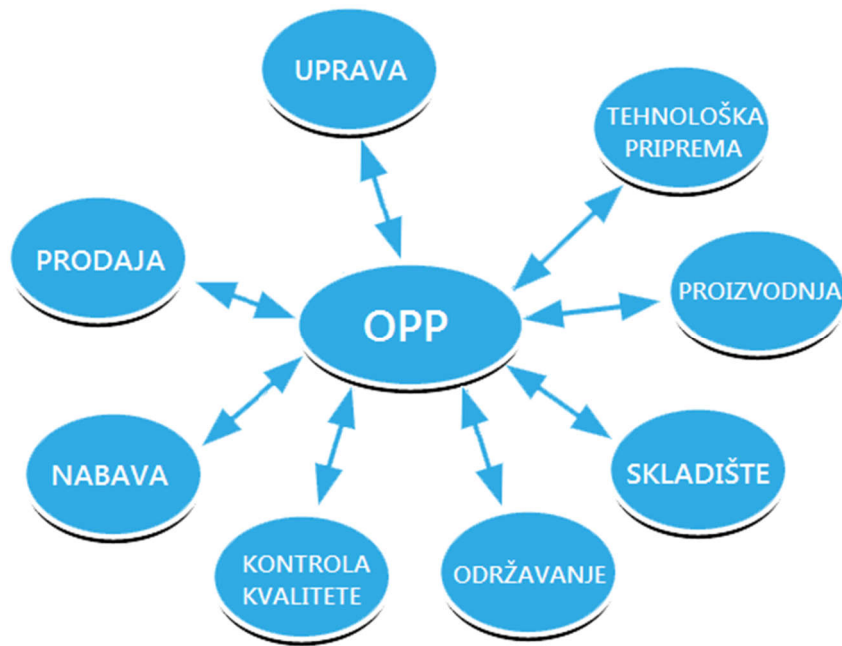 UPRAVA
TEHNOLOŠKA
PRIPREMA
PRODAJA
PROIZVODNJA
OPP
NABAVA
SKLADIŠTE
KONTROLA
KVALITETE
ODRŽAVANJE